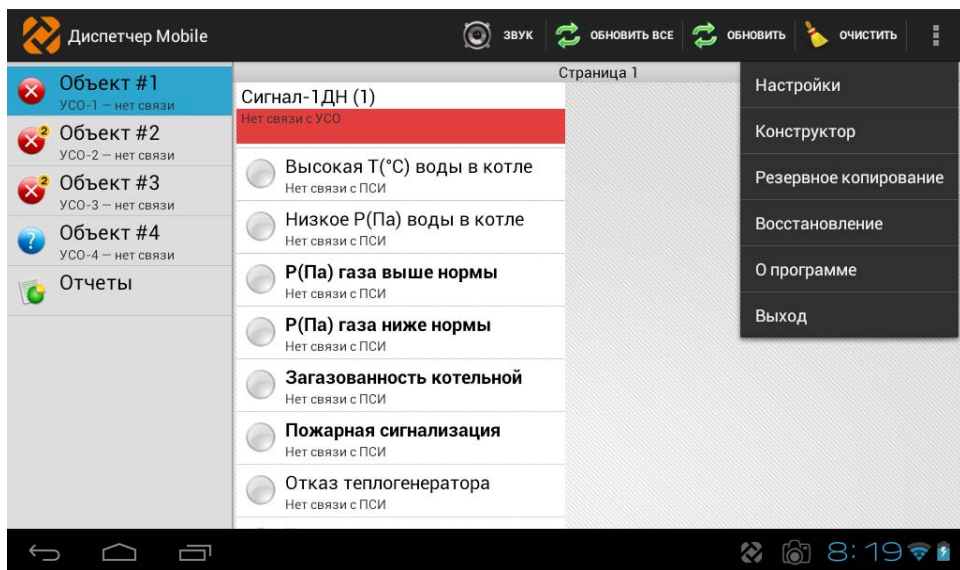 Диспетчер Mobile
ЗВУК
ОБНОВИТЬ ВСЕ
ОБНОВИТЬ
ОЧИСТИТЬ
Объект #1
УСО-1 — нет связи
2
Объект #2
УСО-2 — нет связи
2
Объект #3
УСО-3 — нет связи
?
Объект #4
УСО-4 — нет связи
Отчеты
Страница 1
Сигнал-1ДН (1)
Нет связи с УСО
Высокая T(°C) воды в котле
Нет связи с ПСИ
Низкое P(Па) воды в котле
Нет связи с ПСИ
P(Па) газа выше нормы
Нет связи с ПСИ
P(Па) газа ниже нормы
Нет связи с ПСИ
Загазованность котельной
Нет связи с ПСИ
Пожарная сигнализация
Нет связи с ПСИ
Отказ теплогенератора
Нет связи с ПСИ
Настройки
Конструктор
Резервное копирование
Восстановление
О программе
Выход
8:19